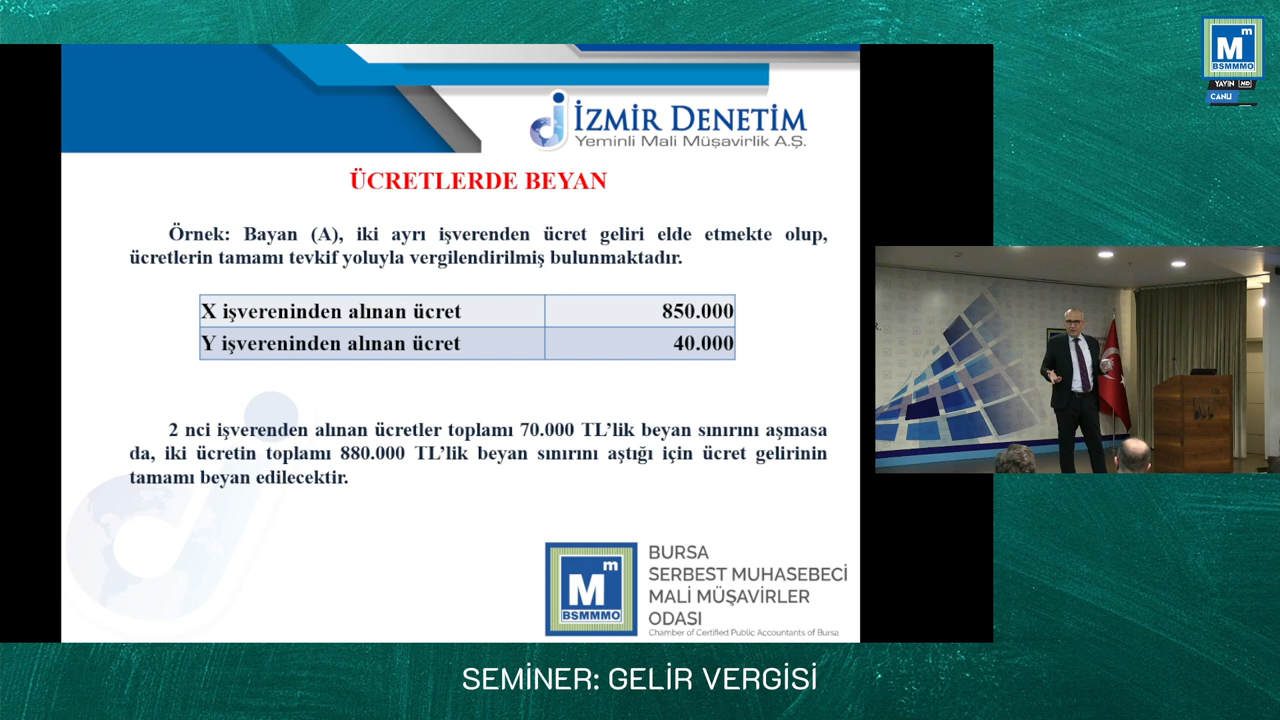 M m
BSMMMO
YAYIN HD
CANLI
İZMİR DENETİM
Yeminli Mali Müşavirlik A.Ş.
ÜCRETLERDE BEYAN
Örnek: Bayan (A), iki ayrı işverenden ücret geliri elde etmekte olup,
ücretlerin tamamı tevkif yoluyla vergilendirilmiş bulunmaktadır.
X işvereninden alınan ücret 850.000
Y işvereninden alınan ücret 40.000
2 nci işverenden alınan ücretler toplamı 70.000 TL’lik beyan sınırını aşmasa
da, iki ücretin toplamı 880.000 TL’lik beyan sınırını aştığı için ücret gelirinin
tamamı beyan edilecektir.
M m
BSMMMO
BURSA
SERBEST MUHASEBECİ
MALİ MÜŞAVİRLER
ODASI
Chamber of Certified Public Accountants of Bursa
SEMİNER: GELİR VERGİSİ